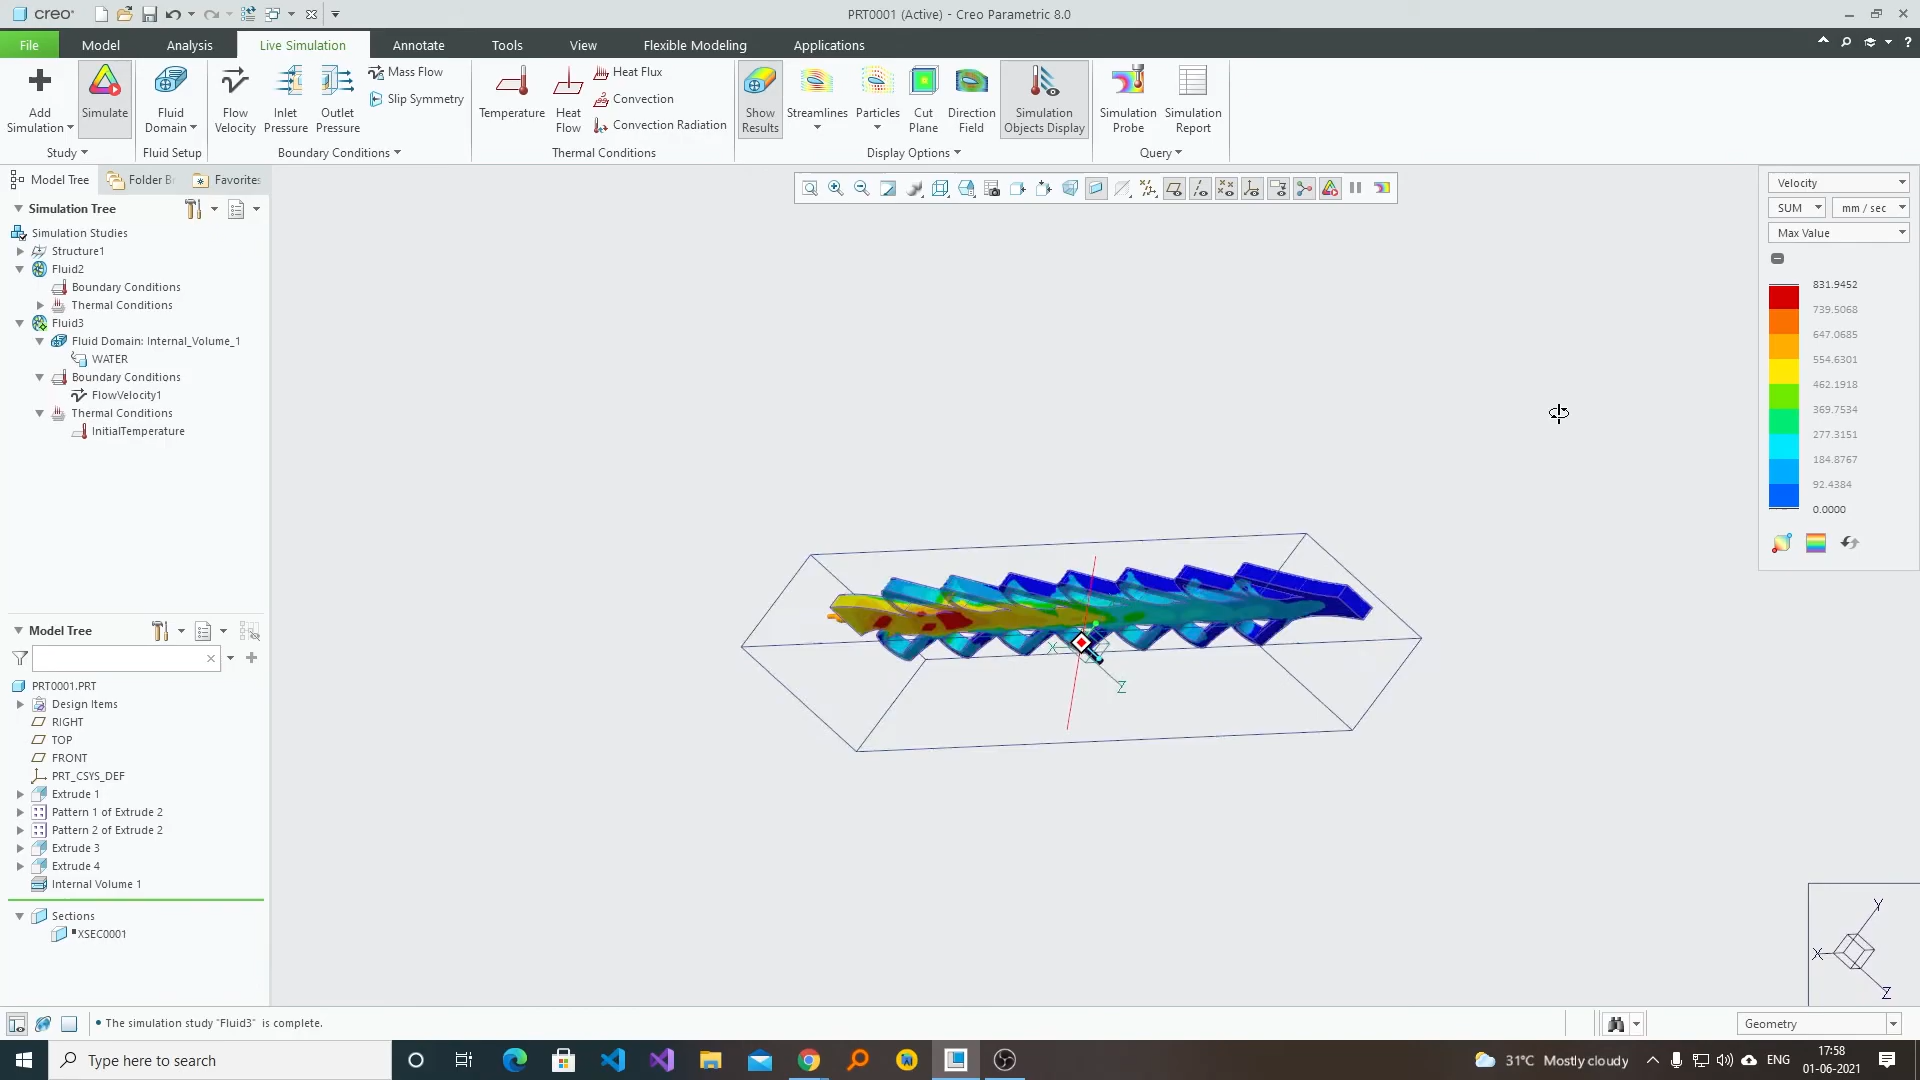 creo
PRT0001 (Active) - Creo Parametric 8.0
File
Model
Analysis
Live Simulation
Annotate
Tools
View
Flexible Modeling
Applications
Add Simulation
Simulate
Fluid Domain
Flow Velocity
Inlet Pressure
Outlet Pressure
Mass Flow
Slip Symmetry
Temperature
Heat Flow
Heat Flux
Convection
Convection Radiation
Show Results
Streamlines
Particles
Cut Plane
Direction Field
Simulation Objects Display
Simulation Probe
Simulation Report
Study
Fluid Setup
Boundary Conditions
Thermal Conditions
Display Options
Query
Model Tree
Folder Br
Favorites
Simulation Tree
Simulation Studies
Structure1
Fluid2
Boundary Conditions
Thermal Conditions
Fluid3
Fluid Domain: Internal_Volume_1
WATER
Boundary Conditions
FlowVelocity1
Thermal Conditions
InitialTemperature
Model Tree
PRT0001.PRT
Design Items
RIGHT
TOP
FRONT
PRT_CSYS_DEF
Extrude 1
Pattern 1 of Extrude 2
Pattern 2 of Extrude 2
Extrude 3
Extrude 4
Internal Volume 1
Sections
XSEC0001
X
Z
Velocity
SUM
mm / sec
Max Value
831.9452
739.5068
647.0685
554.6301
462.1918
369.7534
277.3151
184.8767
92.4384
0.0000
Y
X
Z
• The simulation study "Fluid3" is complete.
Geometry
Type here to search
31°C Mostly cloudy
ENG
17:58
01-06-2021